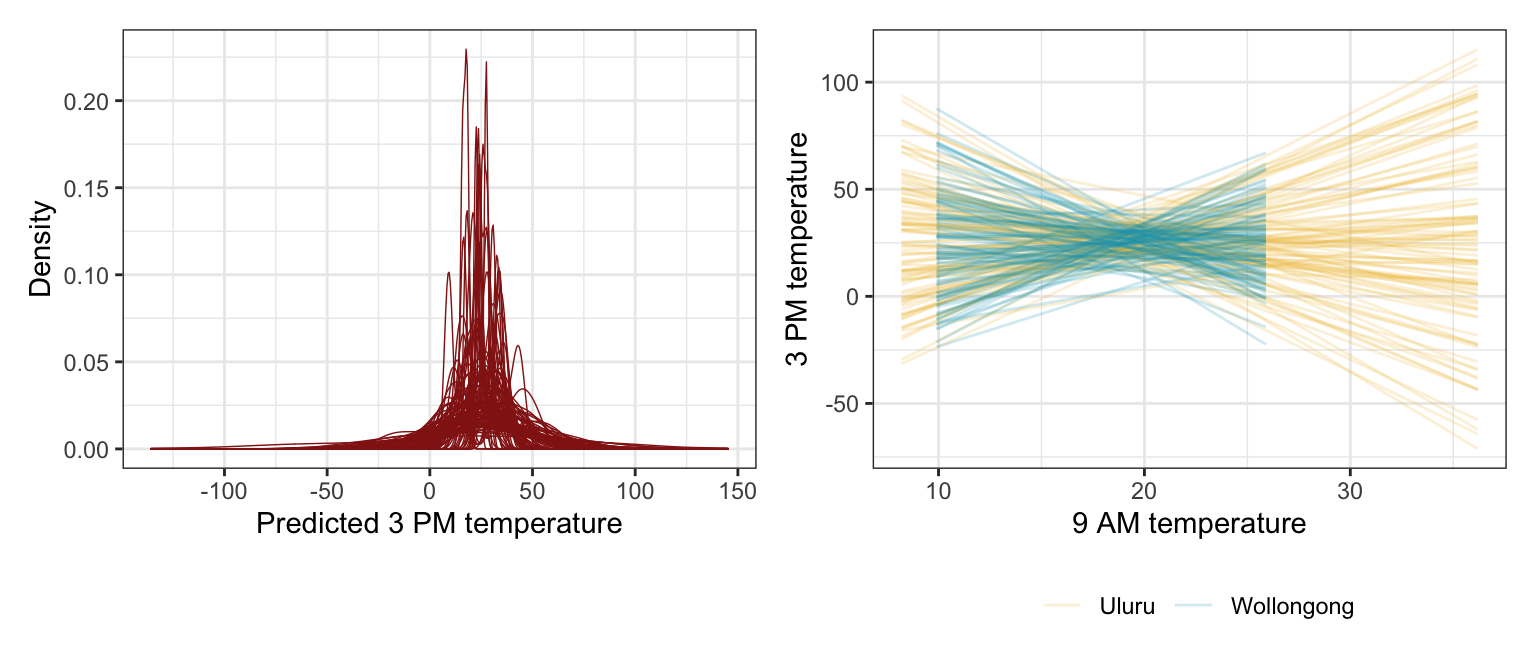 Density
0.20
0.15
0.10
0.05
0.00
-100 -50 0 50 100 150
Predicted 3 PM temperature
3 PM temperature
100
50
0
-50
10 20 30
9 AM temperature
Uluru Wollongong